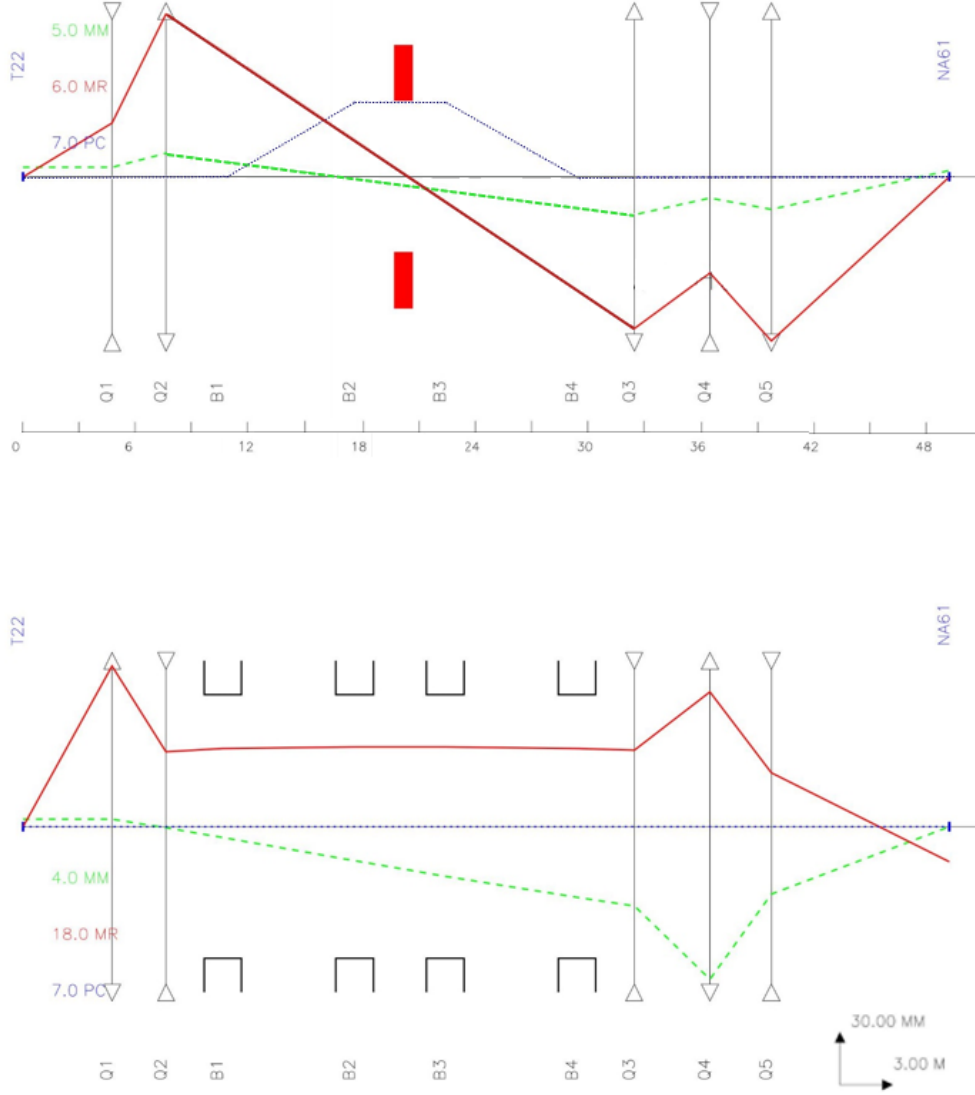 5.0 MM
T22
NA61
6.0 MR
7.0 PC
Q1 Q2 B1 B2 B3 B4 Q3 Q4 Q5
0 6 12 18 24 30 36 42 48
T22
NA61
4.0 MM
18.0 MR
7.0 PC
30.00 MM
3.00 M
Q1 Q2 B1 B2 B3 B4 Q3 Q4 Q5